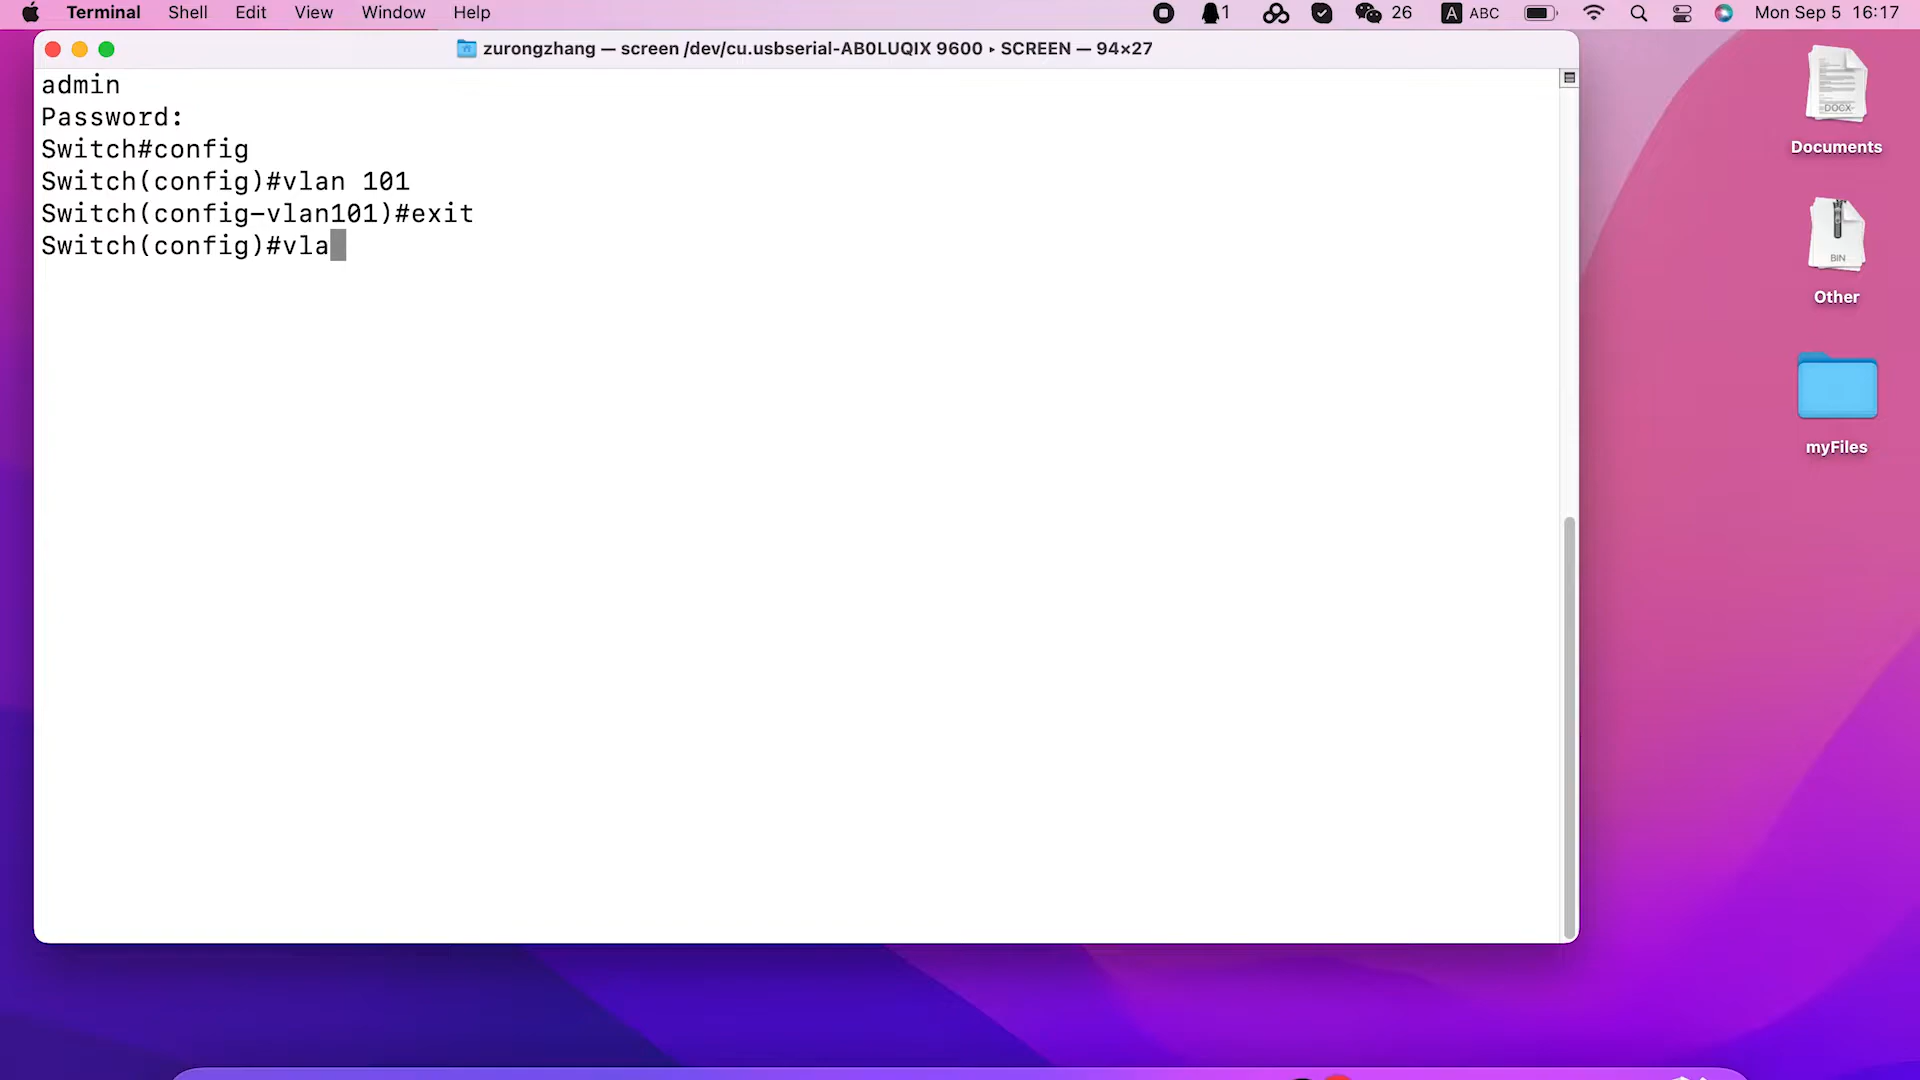 Terminal Shell Edit View Window Help 1 26 A ABC Mon Sep 5 16:17
zurongzhang — screen /dev/cu.usbserial-AB0LUQIX 9600 ▸ SCREEN — 94×27
admin
Password:
Switch#config
Switch(config)#vlan 101
Switch(config-vlan101)#exit
Switch(config)#vla
DOCX
Documents
BIN
Other
myFiles